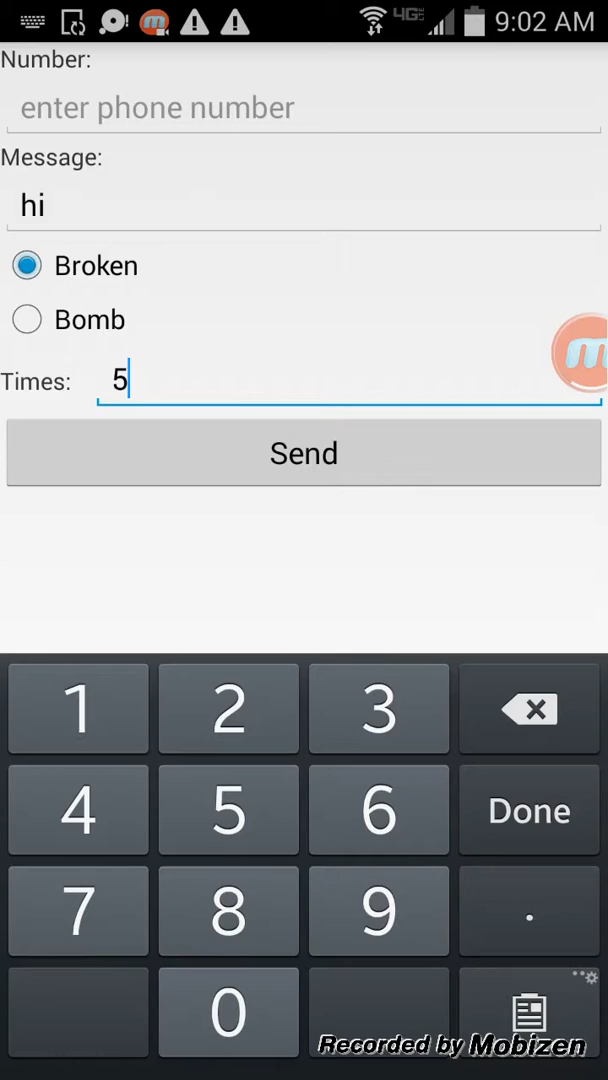 4G LTE 9:02 AM
Number:
enter phone number
Message:
hi
Broken
Bomb
m
Times: 5
Send
1 2 3
4 5 6 Done
7 8 9 .
0
Recorded by Mobizen